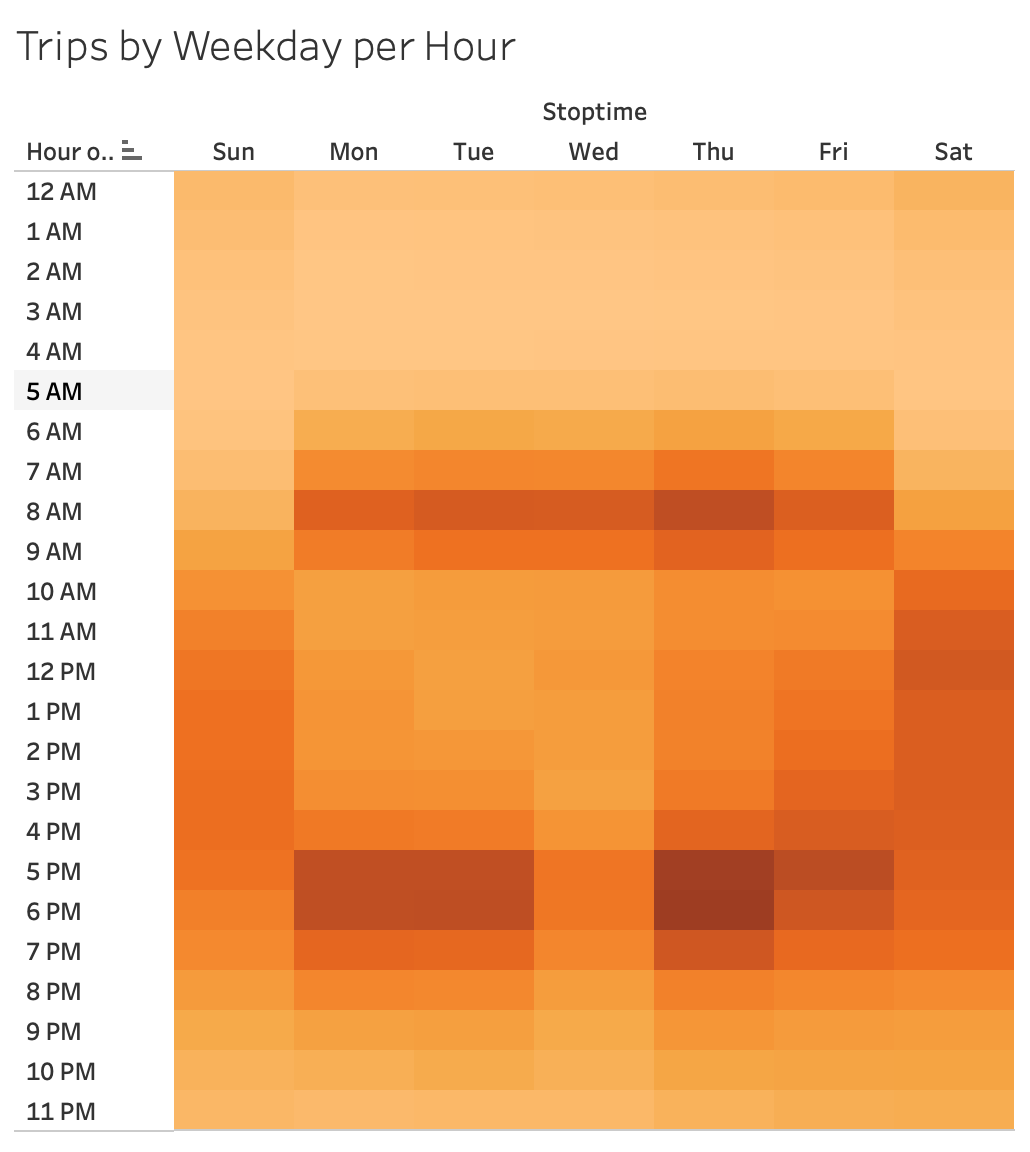 Trips by Weekday per Hour
Stoptime
Hour o.. Sun Mon Tue Wed Thu Fri Sat
12 AM
1 AM
2 AM
3 AM
4 AM
5 AM
6 AM
7 AM
8 AM
9 AM
10 AM
11 AM
12 PM
1 PM
2 PM
3 PM
4 PM
5 PM
6 PM
7 PM
8 PM
9 PM
10 PM
11 PM